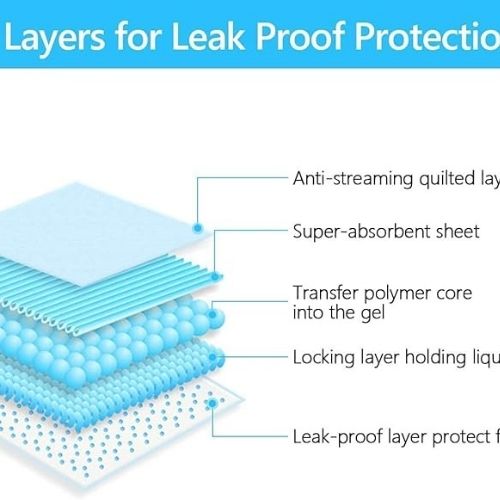 Layers for Leak Proof Protectio
Anti-streaming quilted lay
Super-absorbent sheet
Transfer polymer core
into the gel
Locking layer holding liqu
Leak-proof layer protect f